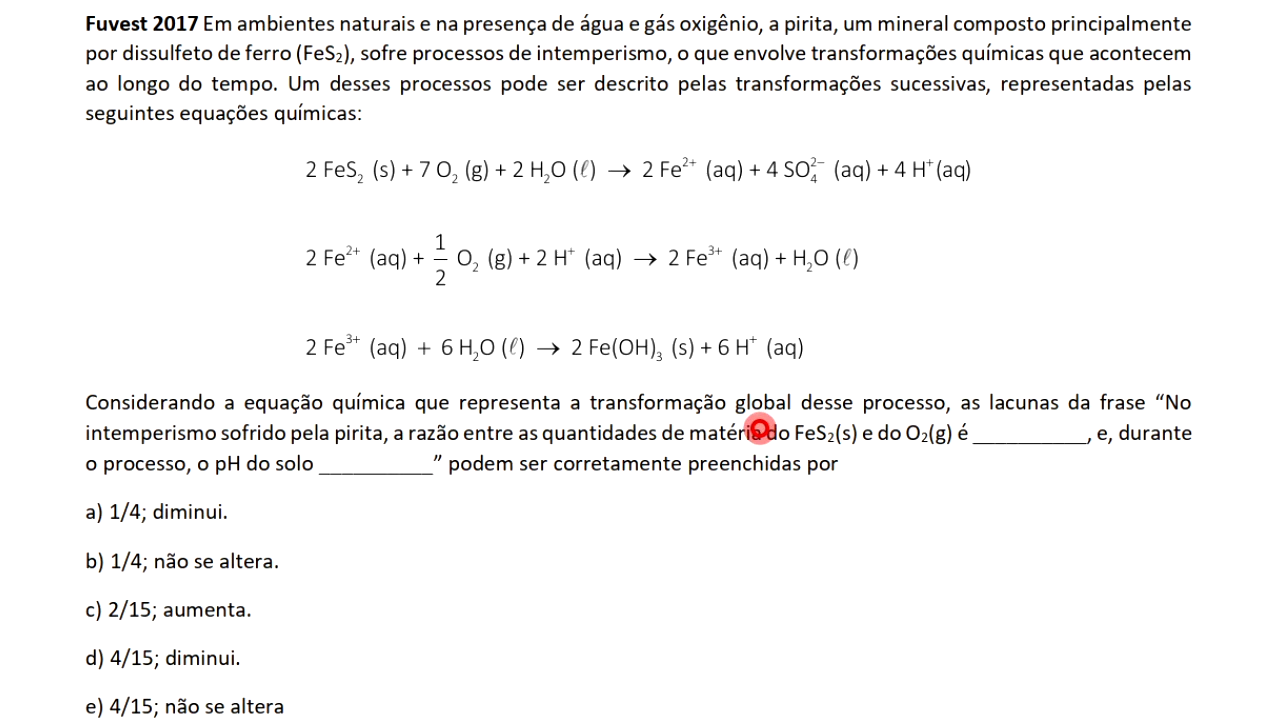 Fuvest 2017 Em ambientes naturais e na presença de água e gás oxigênio, a pirita, um mineral composto principalmente
por dissulfeto de ferro (FeS₂), sofre processos de intemperismo, o que envolve transformações químicas que acontecem
ao longo do tempo. Um desses processos pode ser descrito pelas transformações sucessivas, representadas pelas
seguintes equações químicas:
2 FeS₂ (s) + 7 O₂ (g) + 2 H₂O (ℓ) → 2 Fe²⁺ (aq) + 4 SO₄²⁻ (aq) + 4 H⁺ (aq)
2 Fe²⁺ (aq) + 1/2 O₂ (g) + 2 H⁺ (aq) → 2 Fe³⁺ (aq) + H₂O (ℓ)
2 Fe³⁺ (aq) + 6 H₂O (ℓ) → 2 Fe(OH)₃ (s) + 6 H⁺ (aq)
Considerando a equação química que representa a transformação global desse processo, as lacunas da frase “No
intemperismo sofrido pela pirita, a razão entre as quantidades de matéria do FeS₂(s) e do O₂(g) é __________, e, durante
o processo, o pH do solo __________” podem ser corretamente preenchidas por
a) 1/4; diminui.
b) 1/4; não se altera.
c) 2/15; aumenta.
d) 4/15; diminui.
e) 4/15; não se altera